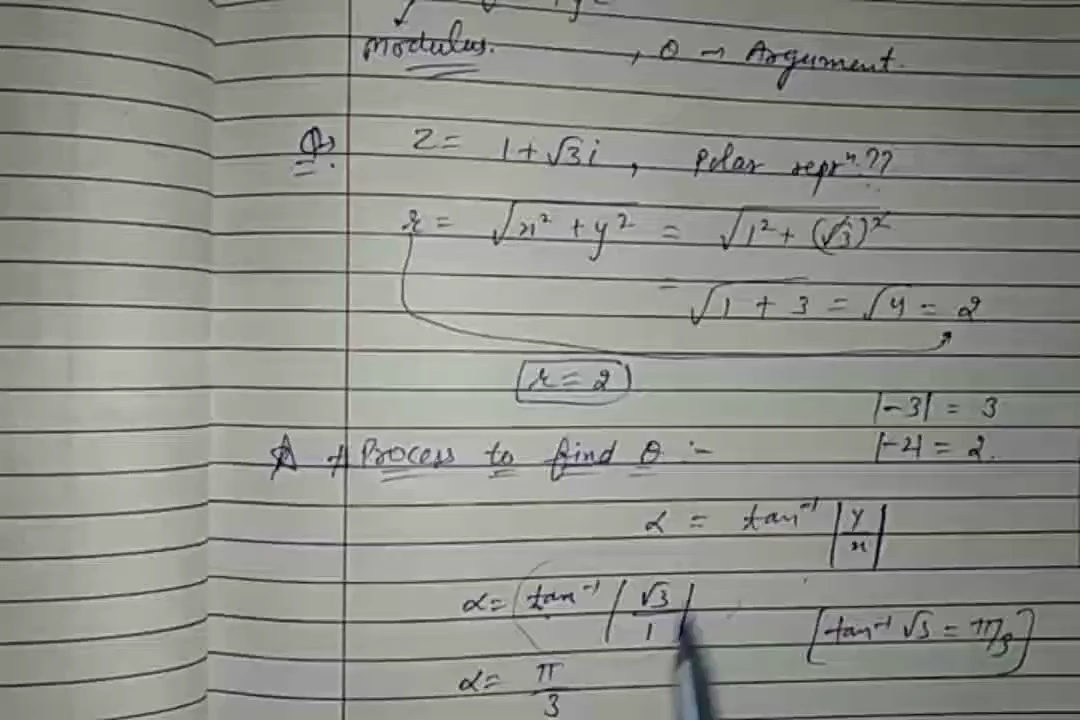 modulus. , θ → Argument.
Q. z = 1 + √3i , Polar reprⁿ.??
r = √x² + y² = √1² + (√3)²
= √1 + 3 = √4 = 2
r = 2
|-3| = 3
* Process to find θ :-
|-2| = 2.
α = tan⁻¹ |y/x|
α = tan⁻¹ |√3/1| [tan⁻¹ √3 = π/3]
α = π/3